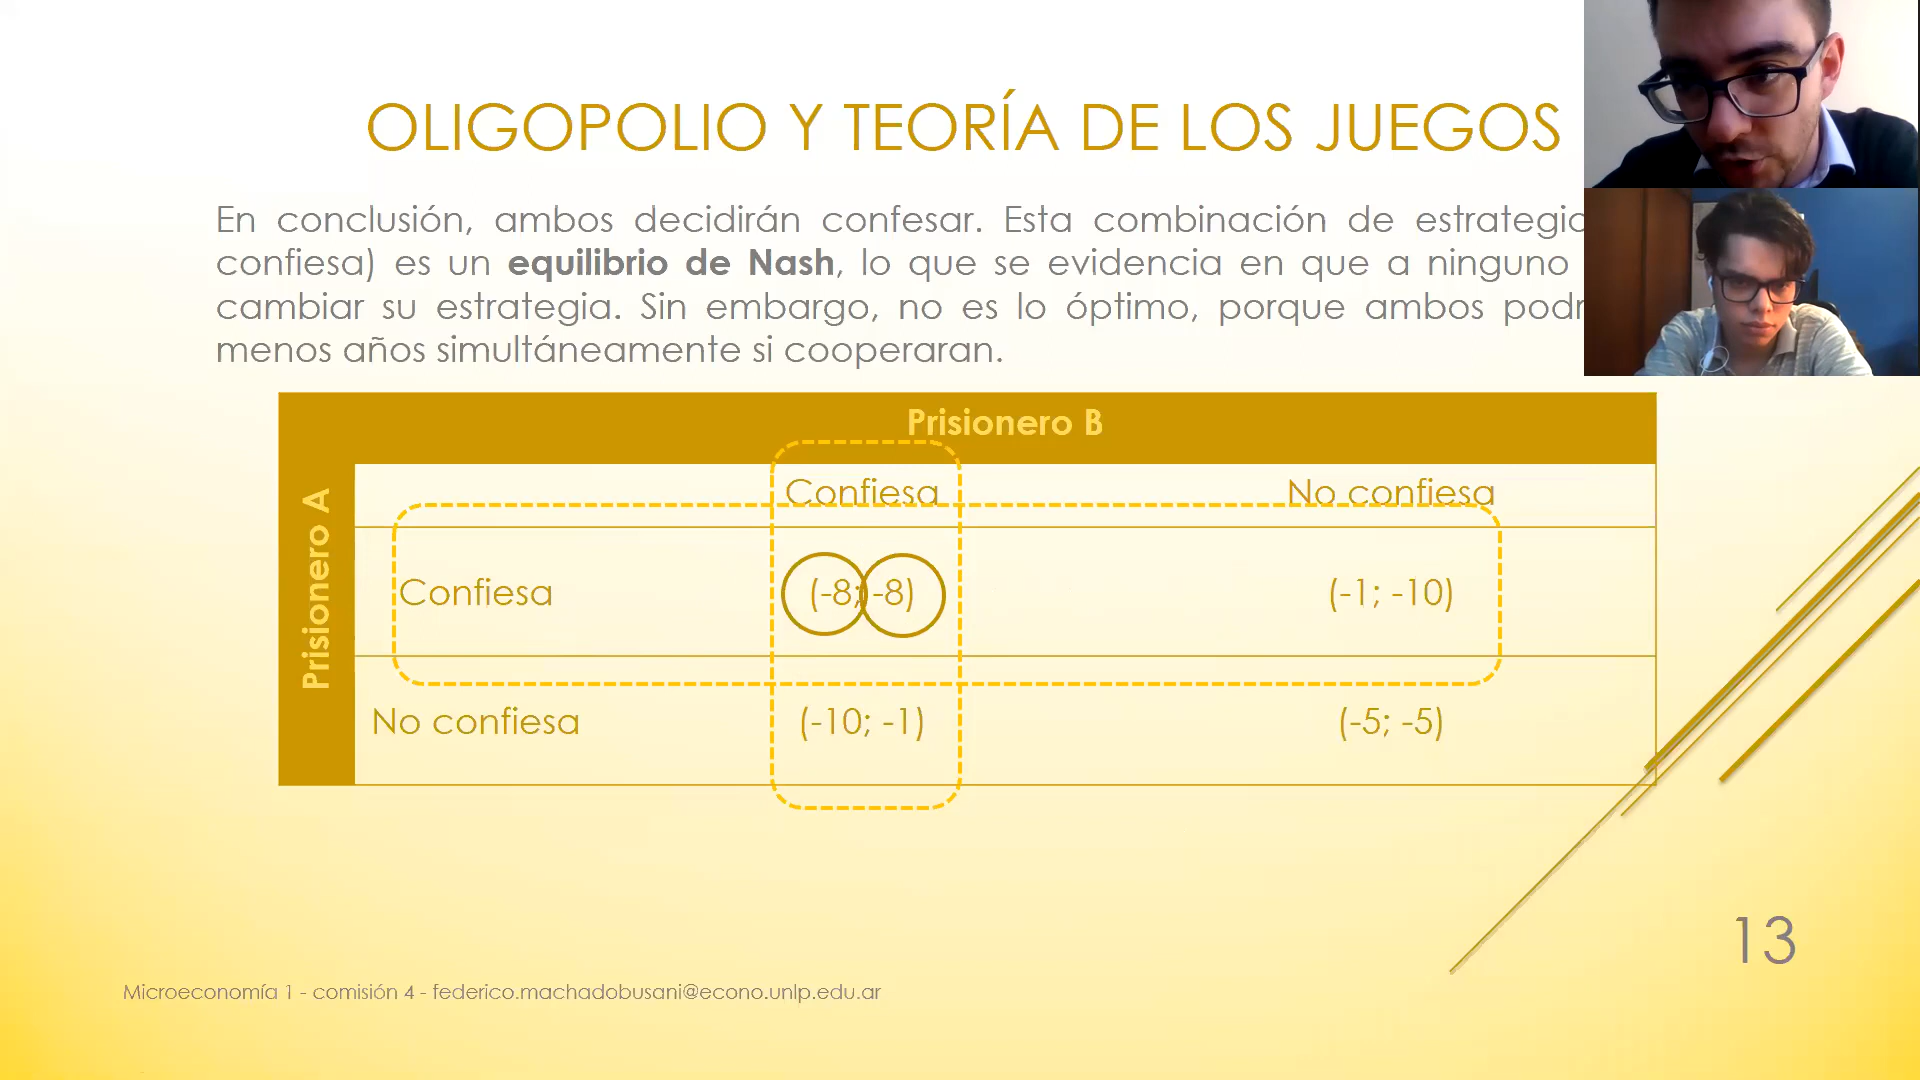 OLIGOPOLIO Y TEORÍA DE LOS JUEGOS
En conclusión, ambos decidirán confesar. Esta combinación de
confiesa) es un equilibrio de Nash, lo que se evidencia en que a ninguno
cambiar su estrategia. Sin embargo, no es lo óptimo, porque ambos
menos años simultáneamente si cooperaran.
Prisionero B
Prisionero A
Confiesa No confiesa
Confiesa (-8; -8) (-1; -10)
No confiesa (-10; -1) (-5; -5)
13
Microeconomía 1 - comisión 4 - federico.machadobusani@econo.unlp.edu.ar